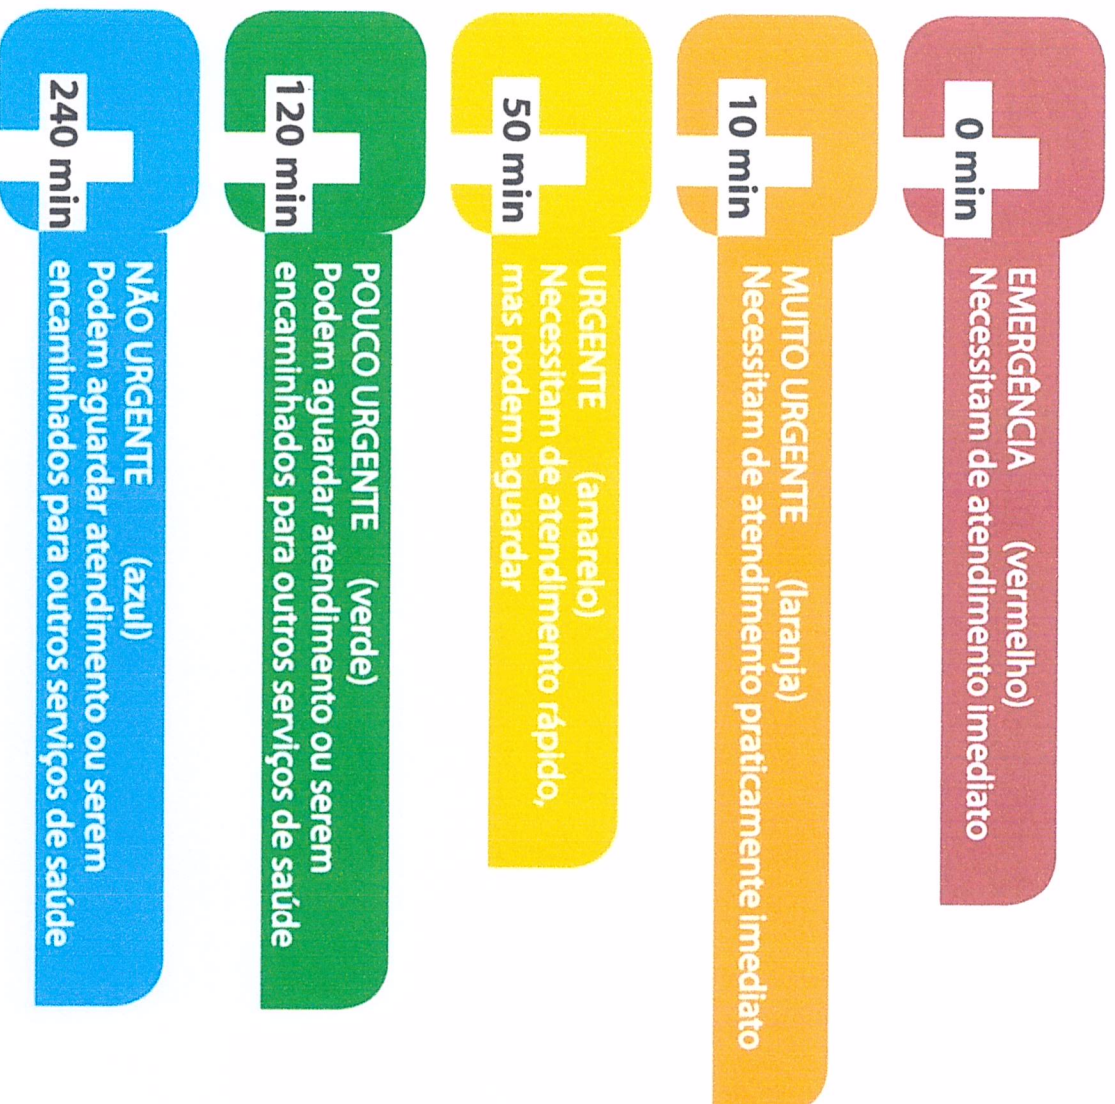 0 min
EMERGÊNCIA (vermelho)
Necessitam de atendimento imediato
10 min
MUITO URGENTE (laranja)
Necessitam de atendimento praticamente imediato
50 min
URGENTE (amarelo)
Necessitam de atendimento rápido,
mas podem aguardar
120 min
POUCO URGENTE (verde)
Podem aguardar atendimento ou serem
encaminhados para outros serviços de saúde
240 min
NÃO URGENTE (azul)
Podem aguardar atendimento ou serem
encaminhados para outros serviços de saúde